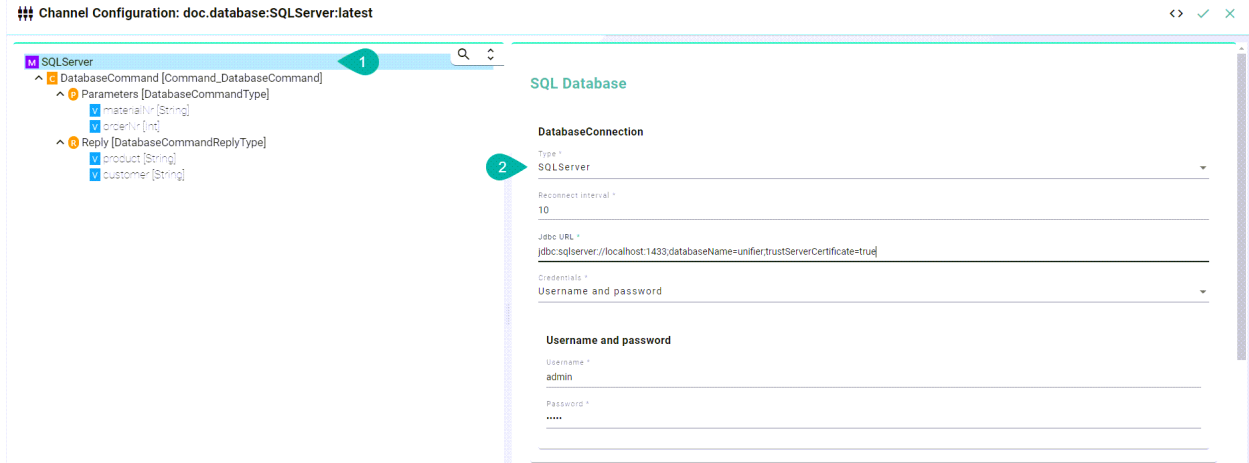 Channel Configuration: doc.database:SQLServer:latest
M SQLServer
1
C DatabaseCommand [Command_DatabaseCommand]
P Parameters [DatabaseCommandType]
V materialNr [String]
V orderNr [Int]
R Reply [DatabaseCommandReplyType]
V product [String]
V customer [String]
SQL Database
DatabaseConnection
Type *
2
SQLServer
Reconnect interval *
10
Jdbc URL *
jdbc:sqlserver://localhost:1433;databaseName=unifier;trustServerCertificate=true
Credentials *
Username and password
Username and password
Username *
admin
Password *
•••••